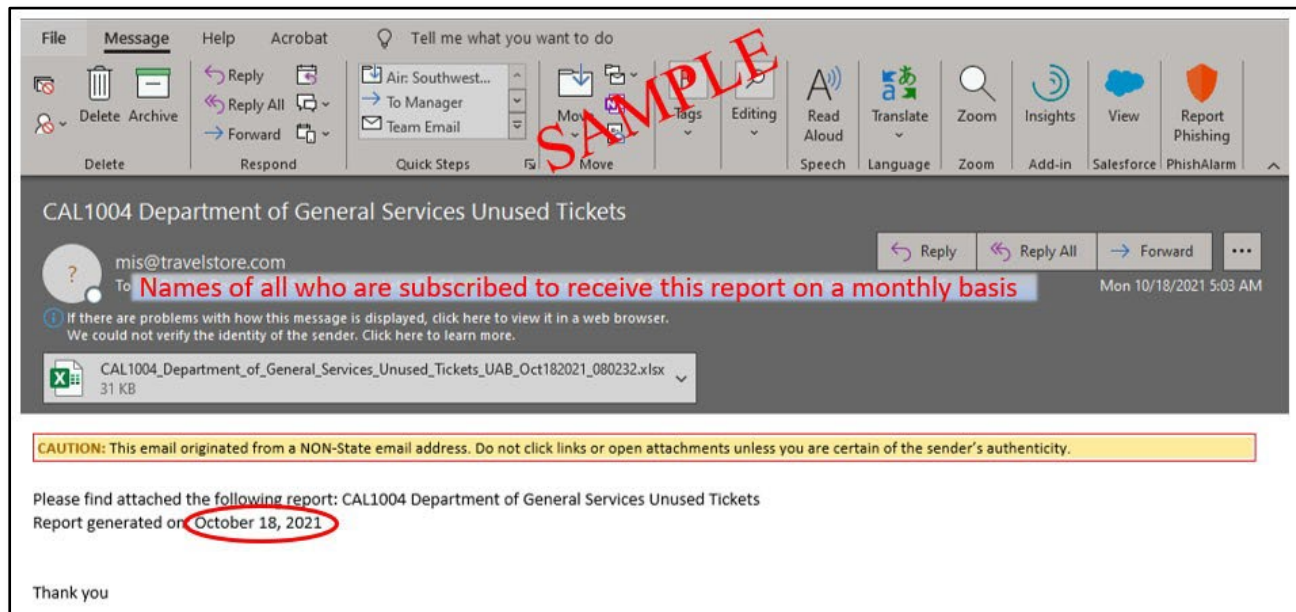 File Message Help Acrobat Tell me what you want to do
SAMPLE
Delete Archive
Reply
Reply All
Forward
Air: Southwest...
To Manager
Team Email
Move
Tags
Editing
Read Aloud
Translate
Zoom
Insights
View
Report Phishing
Delete Respond Quick Steps Move Speech Language Zoom Add-in Salesforce PhishAlarm
CAL1004 Department of General Services Unused Tickets
Reply Reply All Forward
?
mis@travelstore.com
To Names of all who are subscribed to receive this report on a monthly basis
Mon 10/18/2021 5:03 AM
If there are problems with how this message is displayed, click here to view it in a web browser.
We could not verify the identity of the sender. Click here to learn more.
CAL1004_Department_of_General_Services_Unused_Tickets_UAB_Oct182021_080232.xlsx
31 KB
CAUTION: This email originated from a NON-State email address. Do not click links or open attachments unless you are certain of the sender's authenticity.
Please find attached the following report: CAL1004 Department of General Services Unused Tickets
Report generated on October 18, 2021
Thank you